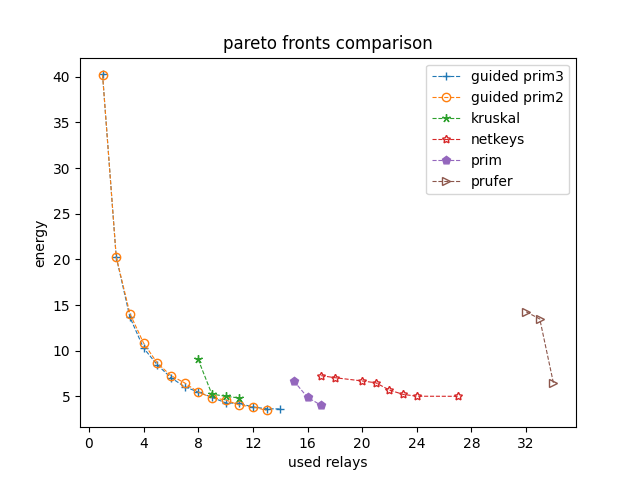 pareto fronts comparison
guided prim3
guided prim2
kruskal
netkeys
prim
prufer
energy
40
35
30
25
20
15
10
5
0 4 8 12 16 20 24 28 32
used relays